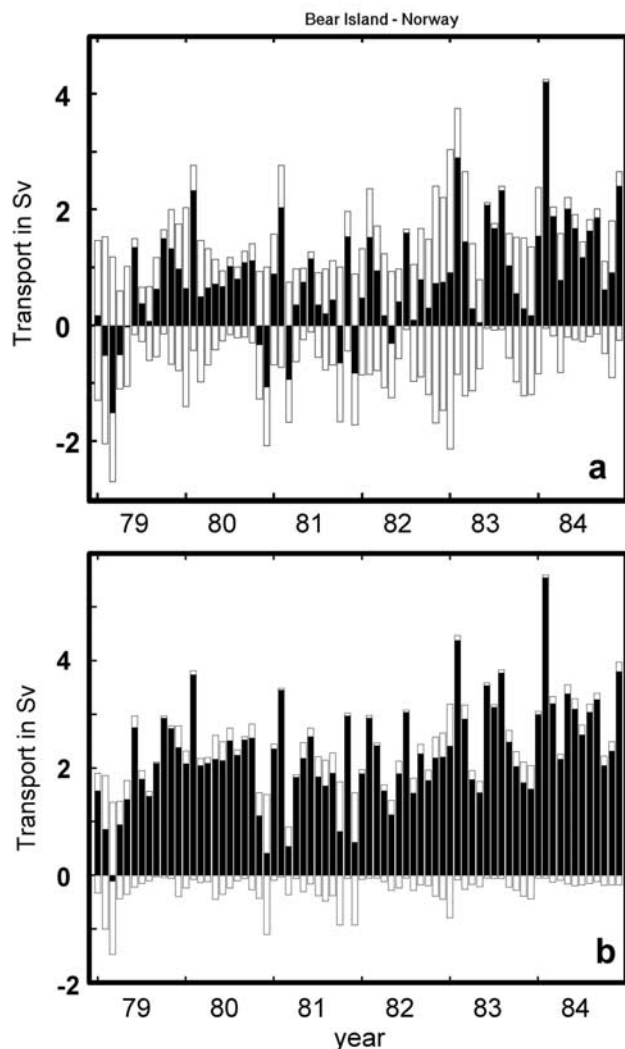 Bear Island - Norway
Transport in Sv
4
2
0
-2
a
79 80 81 82 83 84
Transport in Sv
4
2
0
-2
b
79 80 81 82 83 84
year